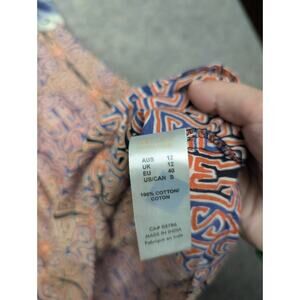 AUS 12
UK 12
EU 40
US/CAN 8
100% COTTON/
COTON
CA# 55784
MADE IN INDIA
Fabriqué en Inde